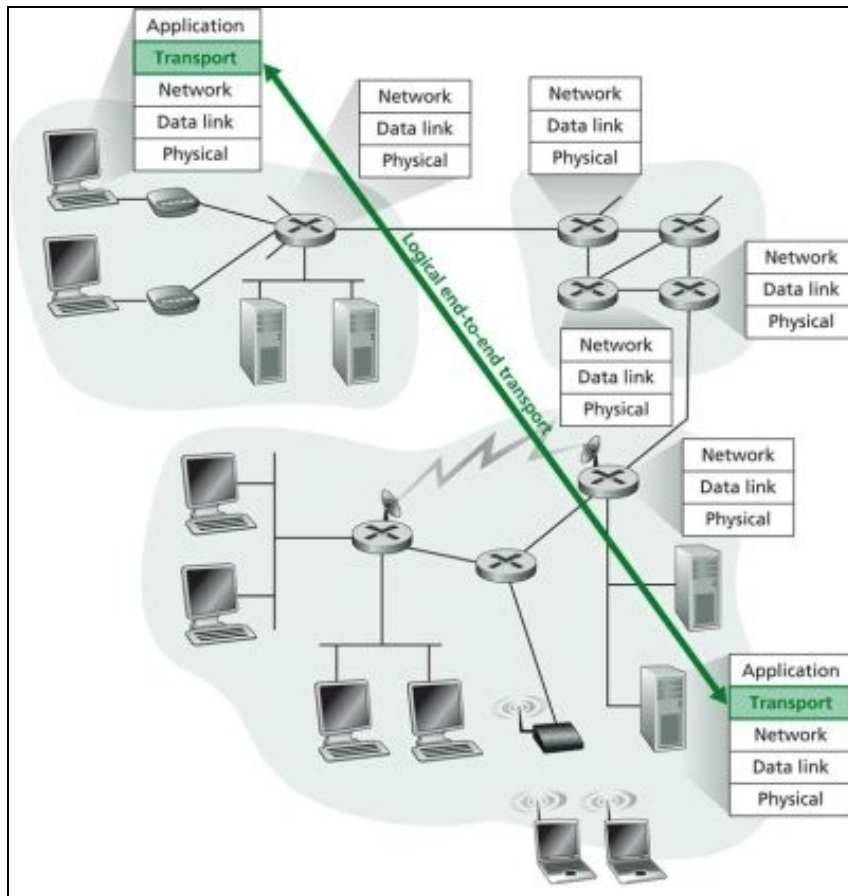 Application
Transport
Network
Data link
Physical
Network
Data link
Physical
Network
Data link
Physical
Network
Data link
Physical
Network
Data link
Physical
Logical end-to-end transport
Network
Data link
Physical
Application
Transport
Network
Data link
Physical